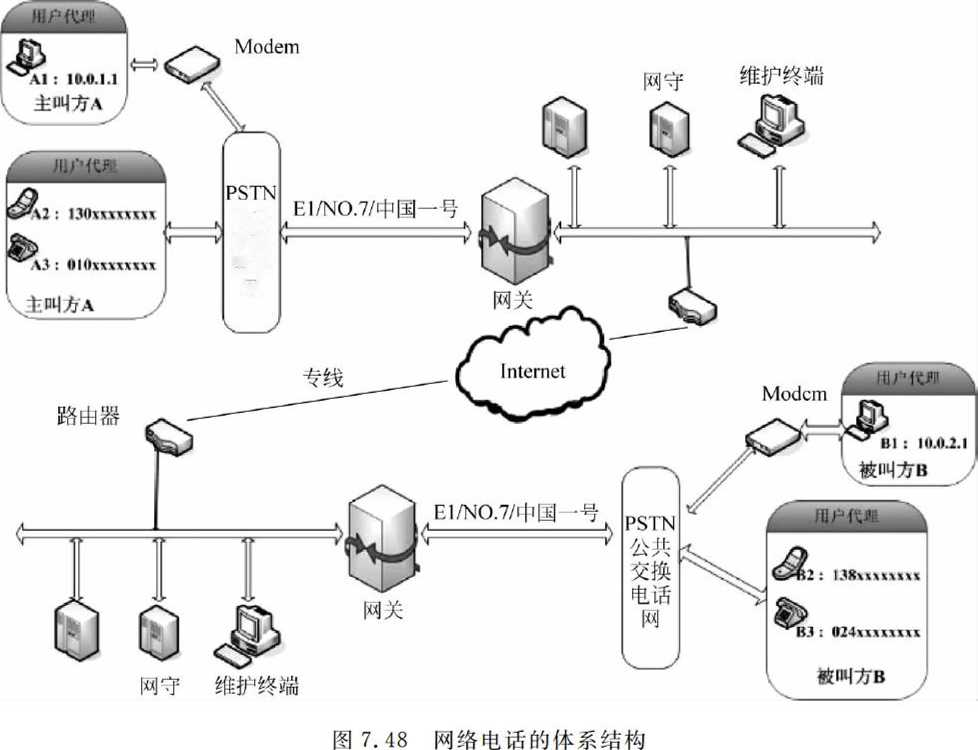 用户代理
A1：10.0.1.1
主叫方A
Modem
用户代理
A2：130xxxxxxxx
A3：010xxxxxxxx
主叫方A
PSTN
E1/NO.7/中国一号
网关
网守
维护终端
Internet
专线
路由器
网守
维护终端
网关
E1/NO.7/中国一号
PSTN
公共
交换
电话
网
Modcm
用户代理
B1：10.0.2.1
被叫方B
用户代理
B2：138xxxxxxxx
B3：024xxxxxxxx
被叫方B
图 7.48 网络电话的体系结构